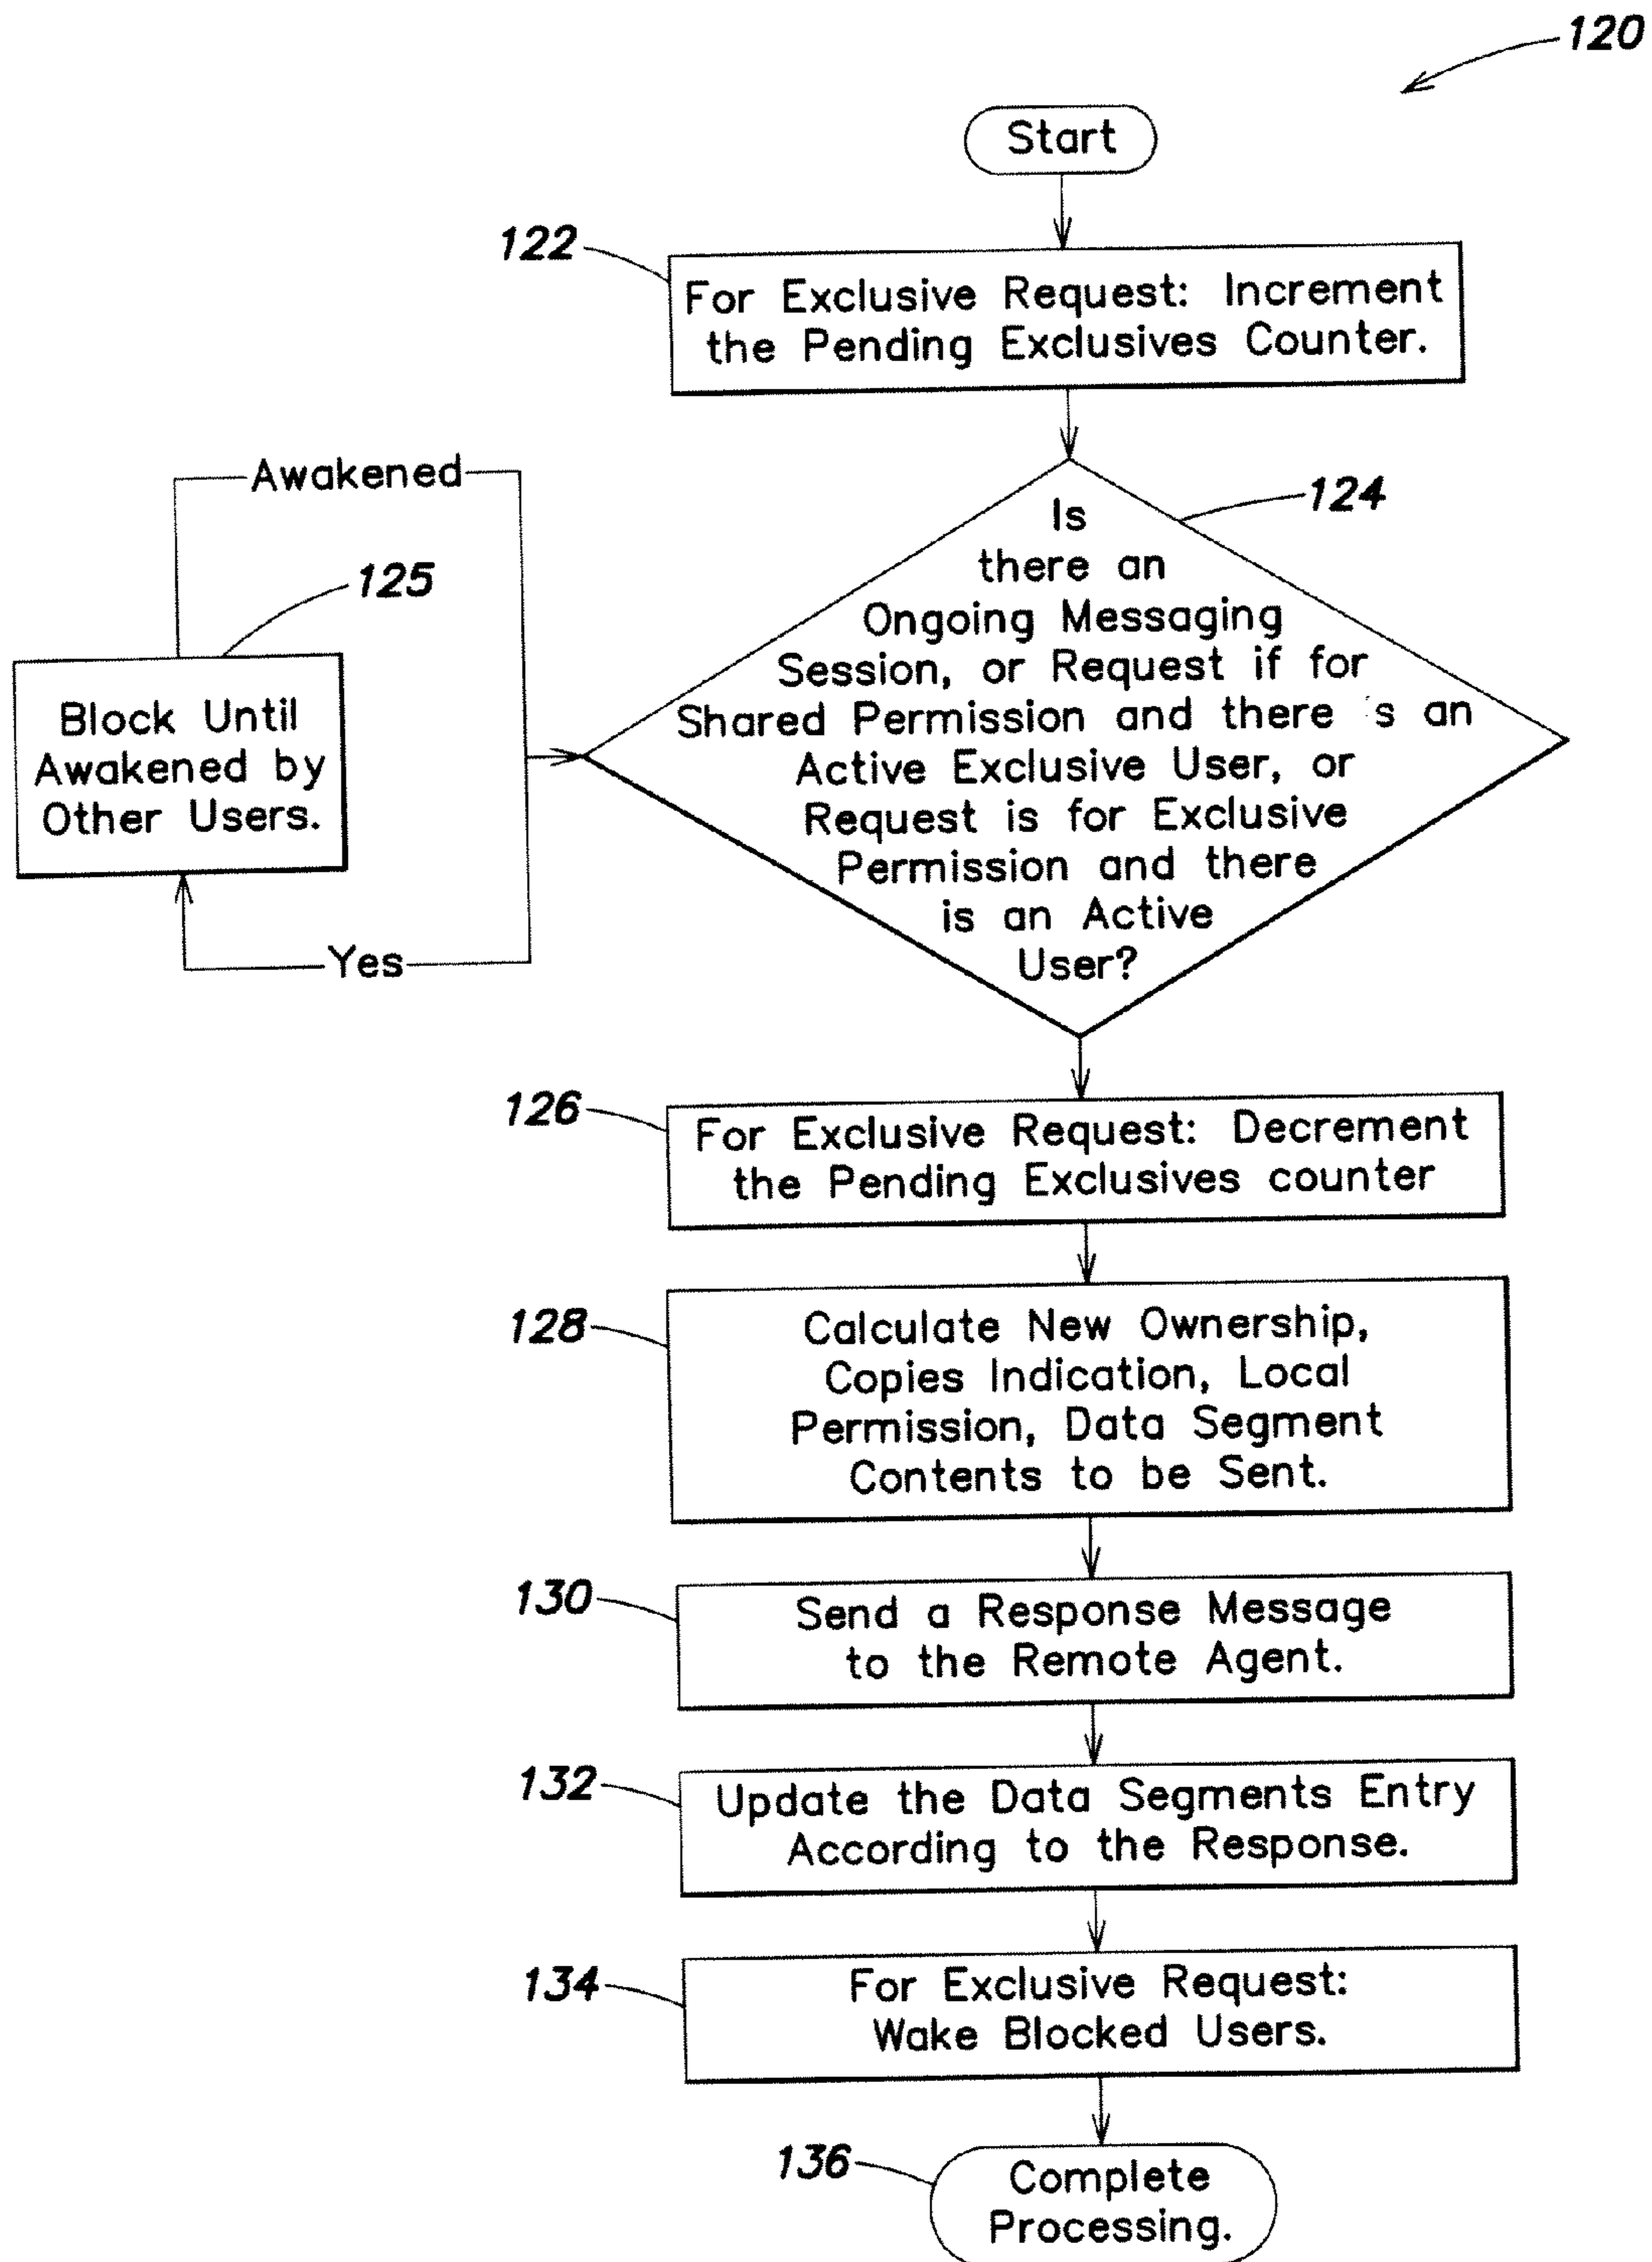 120
Start
122
For Exclusive Request: Increment
the Pending Exclusives Counter.
Awakened
124
Is
there an
Ongoing Messaging
Session, or Request if for
Shared Permission and there 's an
Active Exclusive User, or
Request is for Exclusive
Permission and there
is an Active
User?
125
Block Until
Awakened by
Other Users.
Yes
126
For Exclusive Request: Decrement
the Pending Exclusives counter
128
Calculate New Ownership,
Copies Indication, Local
Permission, Data Segment
Contents to be Sent.
130
Send a Response Message
to the Remote Agent.
132
Update the Data Segments Entry
According to the Response.
134
For Exclusive Request:
Wake Blocked Users.
136
Complete
Processing.